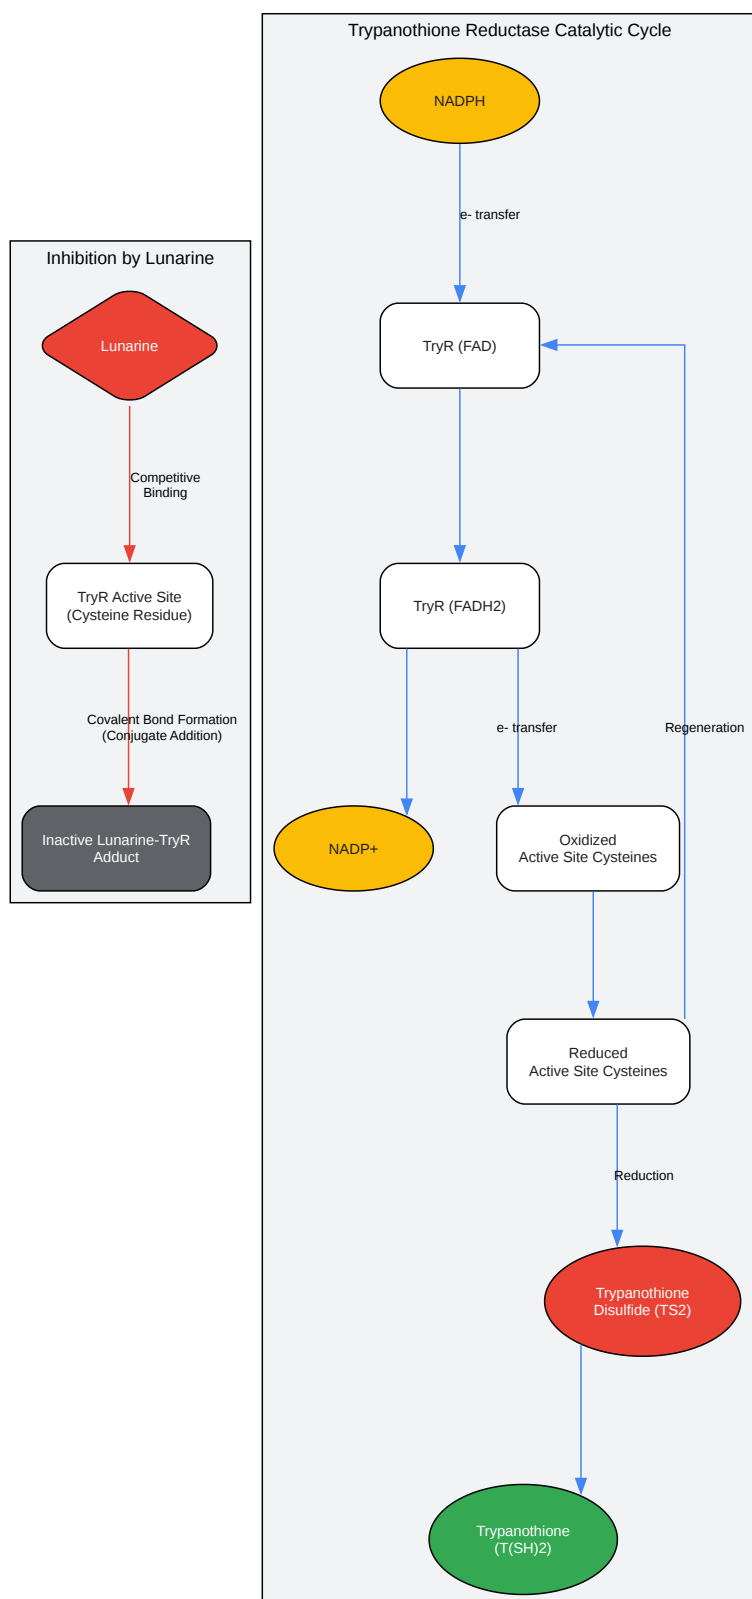 Trypanothione Reductase Catalytic Cycle
NADPH
e- transfer
TryR (FAD)
TryR (FADH2)
e- transfer
Regeneration
NADP+
Oxidized
Active Site Cysteines
Reduced
Active Site Cysteines
Reduction
Trypanothione
Disulfide (TS2)
Trypanothione
(T(SH)2)
Inhibition by Lunarine
Lunarine
Competitive
Binding
TryR Active Site
(Cysteine Residue)
Covalent Bond Formation
(Conjugate Addition)
Inactive Lunarine-TryR
Adduct